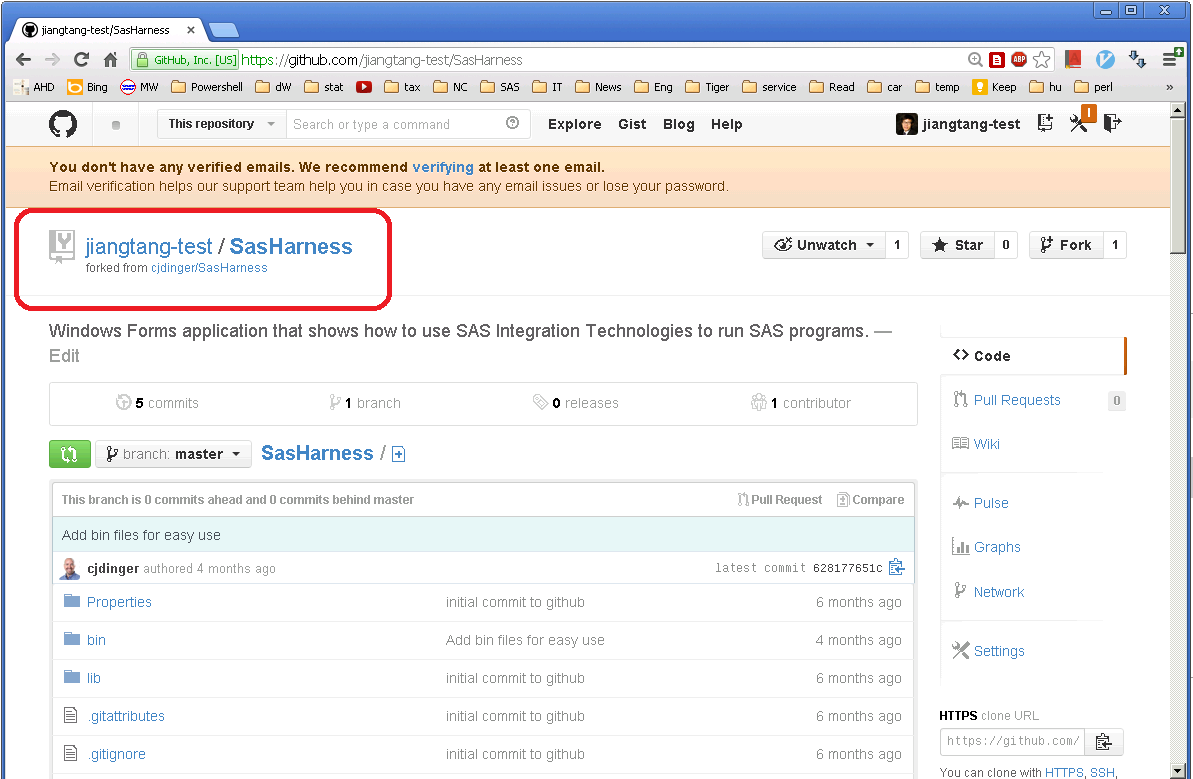 jiangtang-test/SasHarness
GitHub, Inc. [US] https://github.com/jiangtang-test/SasHarness
AHD Bing MW Powershell dW stat tax NC SAS IT News Eng Tiger service Read car temp Keep hu perl »
This repository Search or type a command Explore Gist Blog Help jiangtang-test
You don't have any verified emails. We recommend verifying at least one email.
Email verification helps our support team help you in case you have any email issues or lose your password.
jiangtang-test / SasHarness
forked from cjdinger/SasHarness
Unwatch 1 Star 0 Fork 1
Windows Forms application that shows how to use SAS Integration Technologies to run SAS programs. —
Edit
5 commits 1 branch 0 releases 1 contributor
branch: master SasHarness /
This branch is 0 commits ahead and 0 commits behind master Pull Request Compare
Add bin files for easy use
cjdinger authored 4 months ago latest commit 628177651c
Properties initial commit to github 6 months ago
bin Add bin files for easy use 4 months ago
lib initial commit to github 6 months ago
.gitattributes initial commit to github 6 months ago
.gitignore initial commit to github 6 months ago
Code
Pull Requests 0
Wiki
Pulse
Graphs
Network
Settings
HTTPS clone URL
https://github.com/
You can clone with HTTPS, SSH,